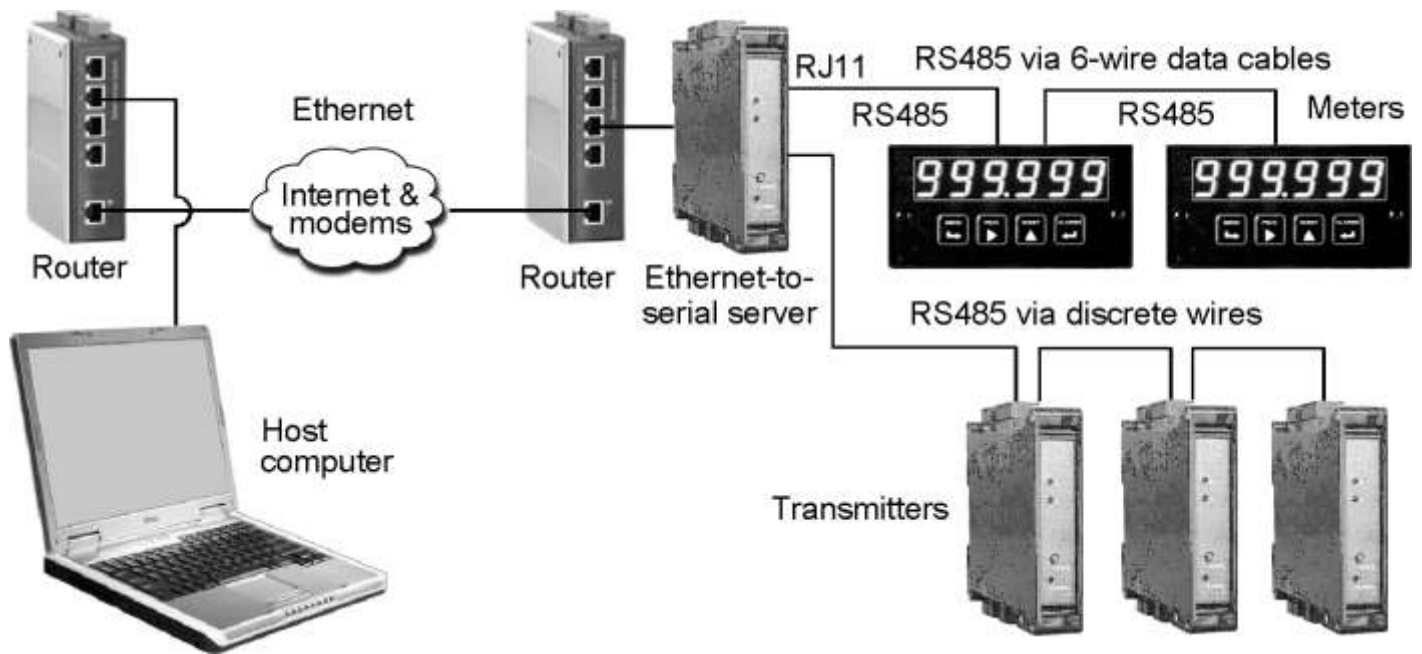 RJ11
RS485 via 6-wire data cables
Ethernet
RS485
RS485
Meters
999.999
999.999
Internet &
modems
Router
Router
Ethernet-to-
serial server
RS485 via discrete wires
Host
computer
Transmitters